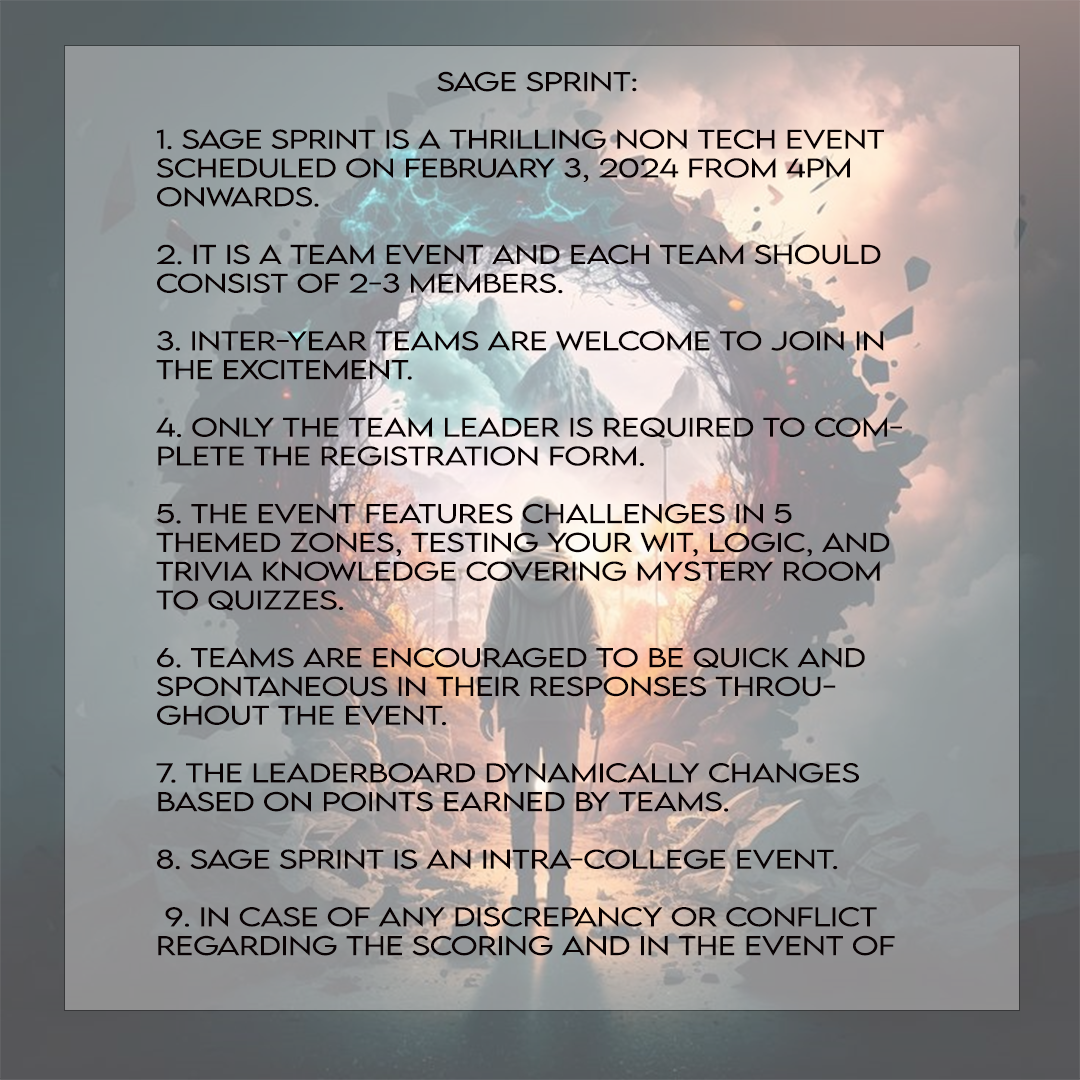 SAGE SPRINT:
1. SAGE SPRINT IS A THRILLING NON TECH EVENT
SCHEDULED ON FEBRUARY 3, 2024 FROM 4PM
ONWARDS.
2. IT IS A TEAM EVENT AND EACH TEAM SHOULD
CONSIST OF 2-3 MEMBERS.
3. INTER-YEAR TEAMS ARE WELCOME TO JOIN IN
THE EXCITEMENT.
4. ONLY THE TEAM LEADER IS REQUIRED TO COM-
PLETE THE REGISTRATION FORM.
5. THE EVENT FEATURES CHALLENGES IN 5
THEMED ZONES, TESTING YOUR WIT, LOGIC, AND
TRIVIA KNOWLEDGE COVERING MYSTERY ROOM
TO QUIZZES.
6. TEAMS ARE ENCOURAGED TO BE QUICK AND
SPONTANEOUS IN THEIR RESPONSES THROU-
GHOUT THE EVENT.
7. THE LEADERBOARD DYNAMICALLY CHANGES
BASED ON POINTS EARNED BY TEAMS.
8. SAGE SPRINT IS AN INTRA-COLLEGE EVENT.
9. IN CASE OF ANY DISCREPANCY OR CONFLICT
REGARDING THE SCORING AND IN THE EVENT OF